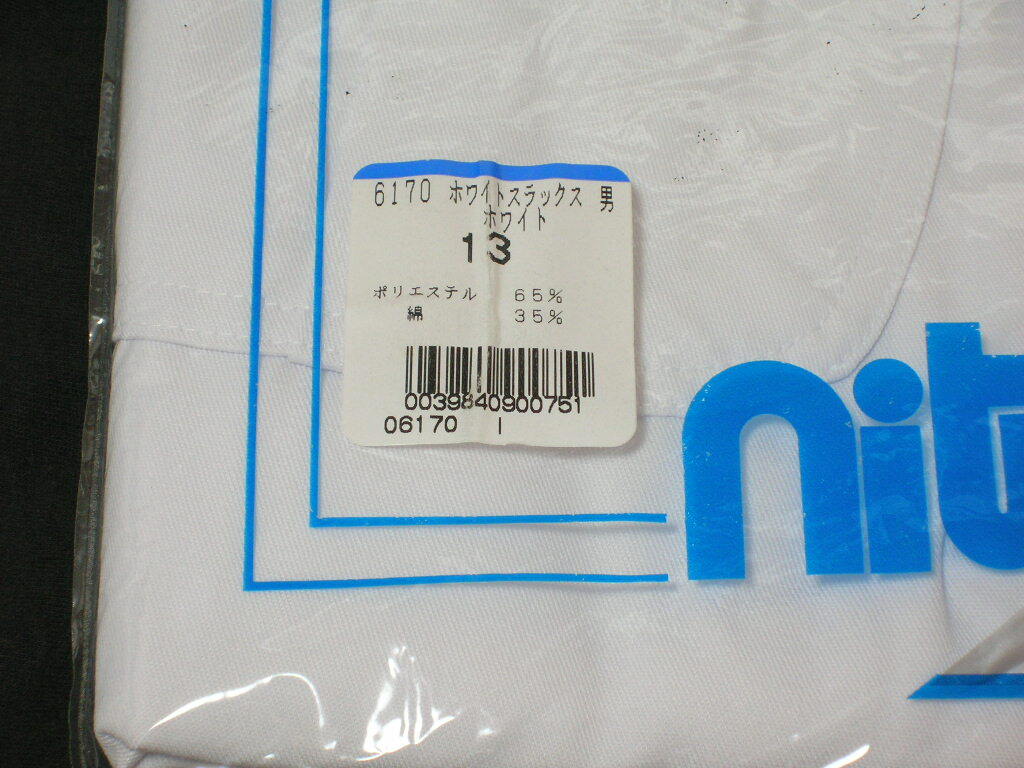 6170 ホワイトスラックス 男
ホワイト
13
ポリエステル 65%
綿 35%
0039840900751
06170 I
nit